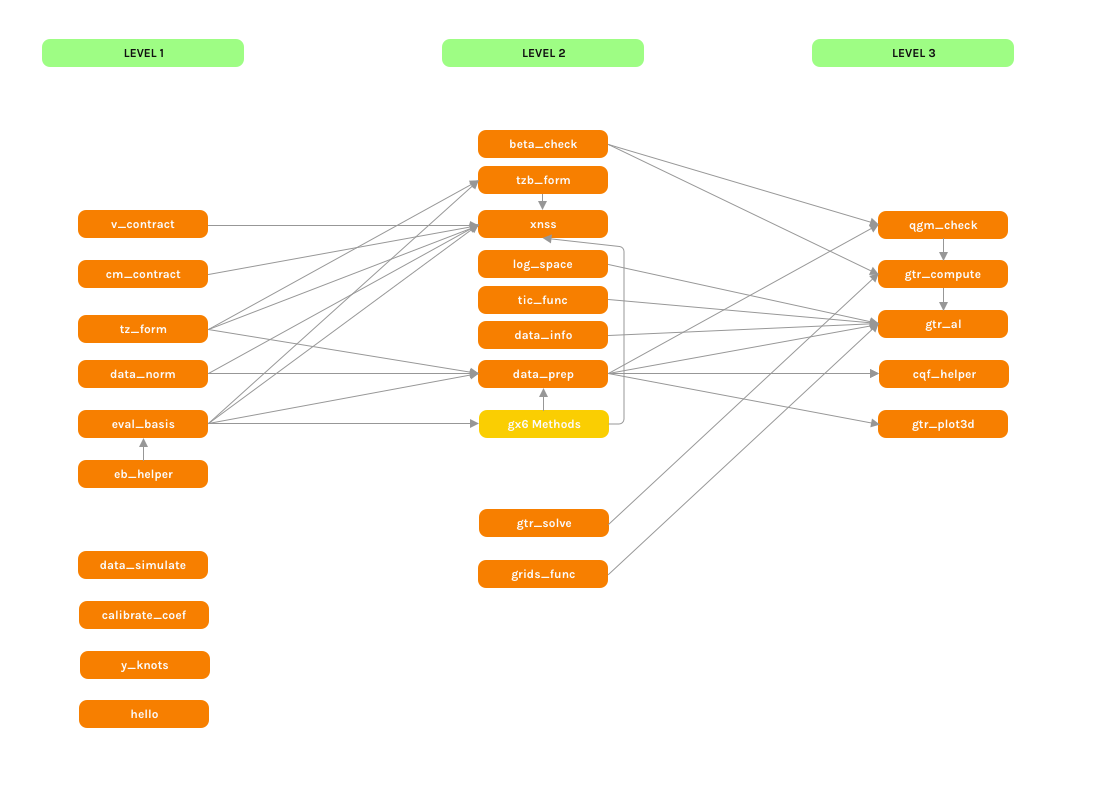 LEVEL 1
LEVEL 2
LEVEL 3
v_contract
cm_contract
tz_form
data_norm
eval_basis
eb_helper
data_simulate
calibrate_coef
y_knots
hello
beta_check
tzb_form
xnss
log_space
tic_func
data_info
data_prep
gx6 Methods
gtr_solve
grids_func
qgm_check
gtr_compute
gtr_al
cqf_helper
gtr_plot3d